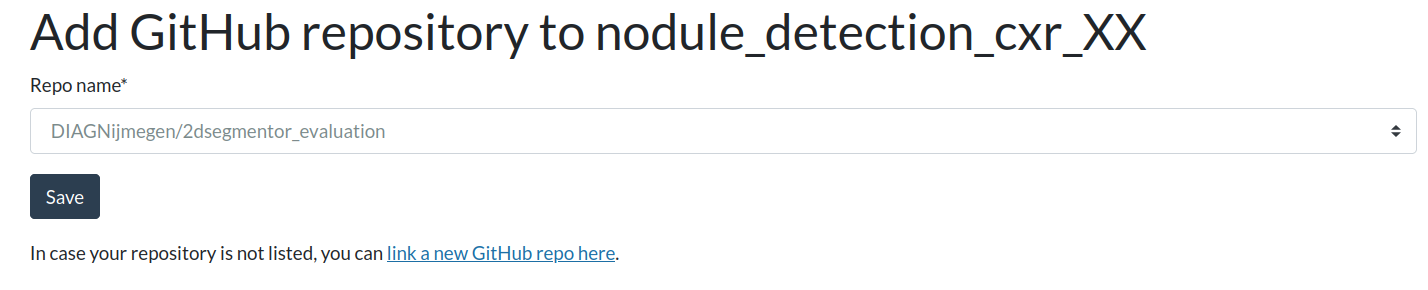 Add GitHub repository to nodule_detection_cxr_XX
Repo name*
DIAGNijmegen/2dsegmentor_evaluation
Save
In case your repository is not listed, you can link a new GitHub repo here.